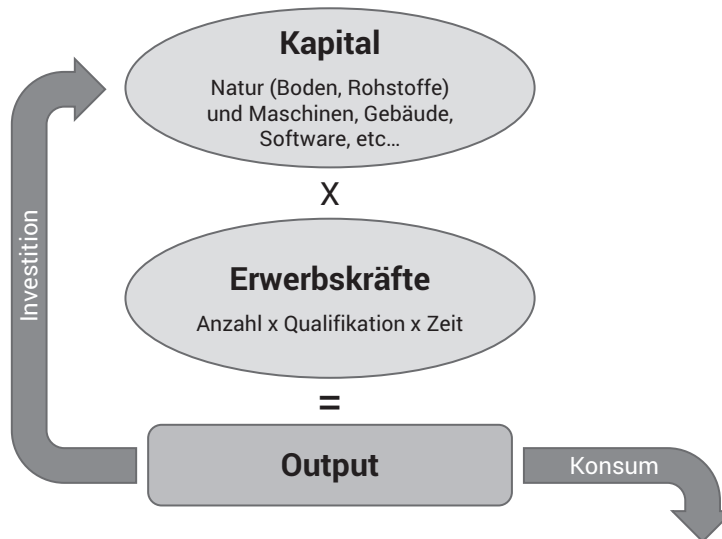 Kapital
Natur (Boden, Rohstoffe)
und Maschinen, Gebäude,
Software, etc…
X
Investition
Erwerbskräfte
Anzahl x Qualifikation x Zeit
=
Output
Konsum